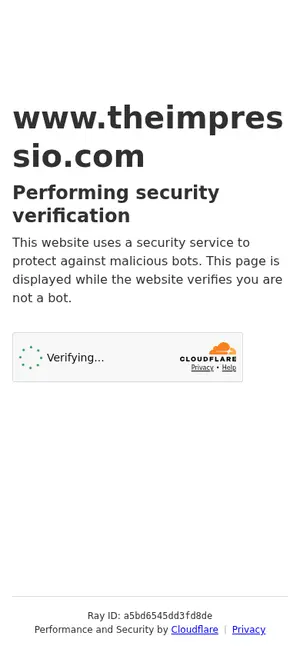 www.theimpres
sio.com
Performing security
verification
This website uses a security service to
protect against malicious bots. This page is
displayed while the website verifies you are
not a bot.
Verifying...
CLOUDFLARE
Privacy • Help
Ray ID: a5bd6545dd3fd8de
Performance and Security by Cloudflare | Privacy